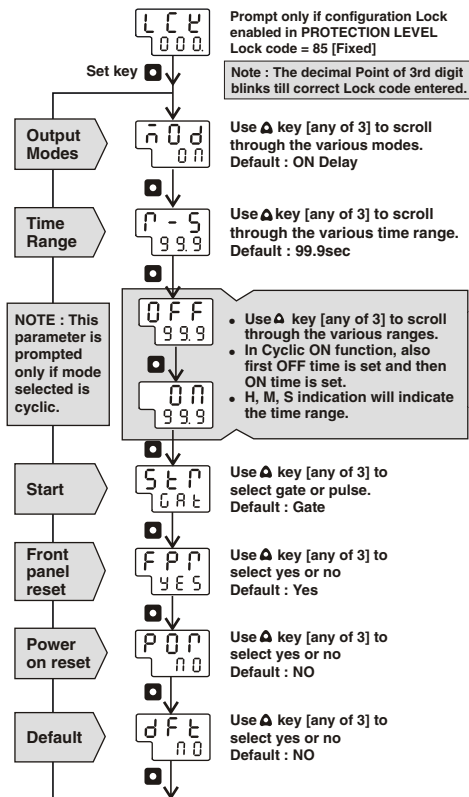 LCK
000.
Prompt only if configuration Lock
enabled in PROTECTION LEVEL
Lock code = 85 [Fixed]
Set key
Note : The decimal Point of 3rd digit
blinks till correct Lock code entered.
Output
Modes
n̄0d
0n
Use △ key [any of 3] to scroll
through the various modes.
Default : ON Delay
Time
Range
r-S
99.9
Use △ key [any of 3] to scroll
through the various time range.
Default : 99.9sec
NOTE : This
parameter is
prompted
only if mode
selected is
cyclic.
0FF
99.9
0n
99.9
• Use △ key [any of 3] to scroll
through the various ranges.
• In Cyclic ON function, also
first OFF time is set and then
ON time is set.
• H, M, S indication will indicate
the time range.
Start
Str
GAt
Use △ key [any of 3] to
select gate or pulse.
Default : Gate
Front
panel
reset
FPr
YES
Use △ key [any of 3] to
select yes or no
Default : Yes
Power
on reset
P0r
n0
Use △ key [any of 3] to
select yes or no
Default : NO
Default
dFt
n0
Use △ key [any of 3] to
select yes or no
Default : NO